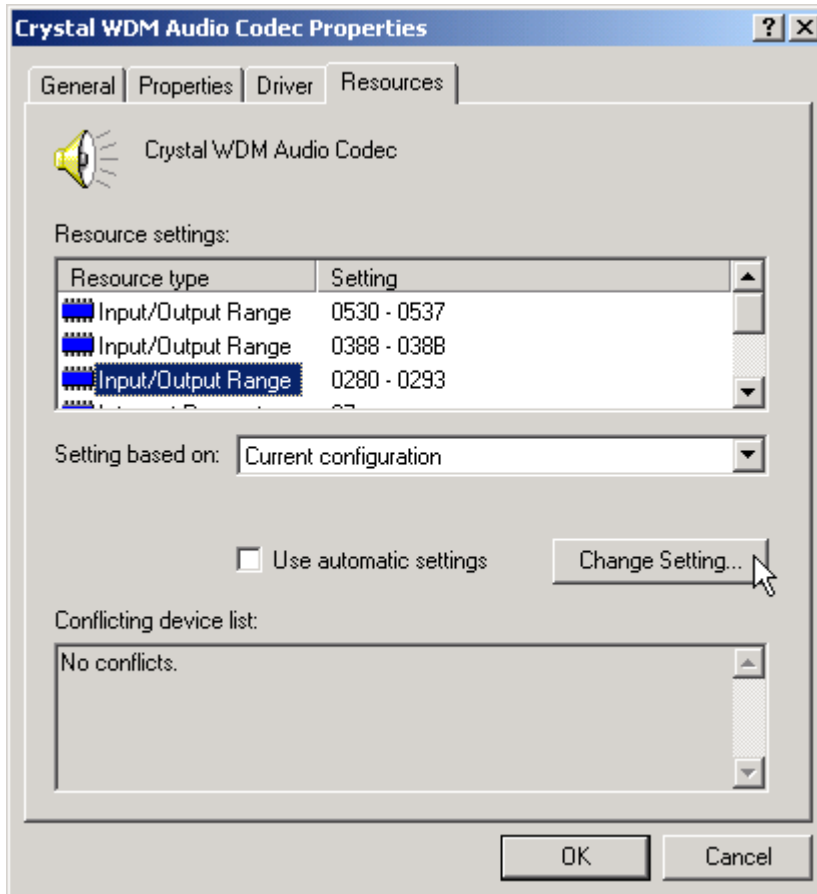 Crystal WDM Audio Codec Properties
General Properties Driver Resources
Crystal WDM Audio Codec
Resource settings:
Resource type Setting
Input/Output Range 0530 - 0537
Input/Output Range 0388 - 038B
Input/Output Range 0280 - 0293
Setting based on: Current configuration
Use automatic settings Change Setting...
Conflicting device list:
No conflicts.
OK Cancel